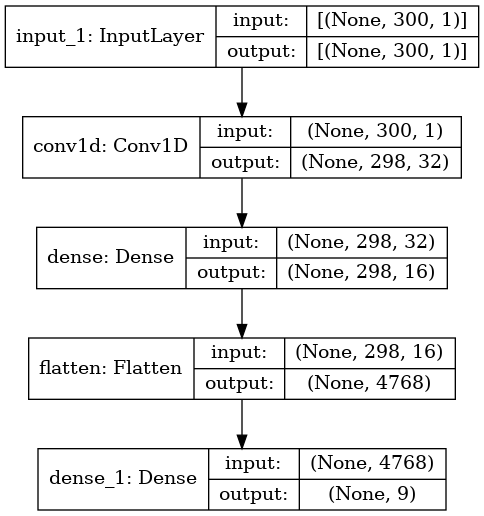 input_1: InputLayer
input: [(None, 300, 1)]
output: [(None, 300, 1)]
conv1d: Conv1D
input: (None, 300, 1)
output: (None, 298, 32)
dense: Dense
input: (None, 298, 32)
output: (None, 298, 16)
flatten: Flatten
input: (None, 298, 16)
output: (None, 4768)
dense_1: Dense
input: (None, 4768)
output: (None, 9)